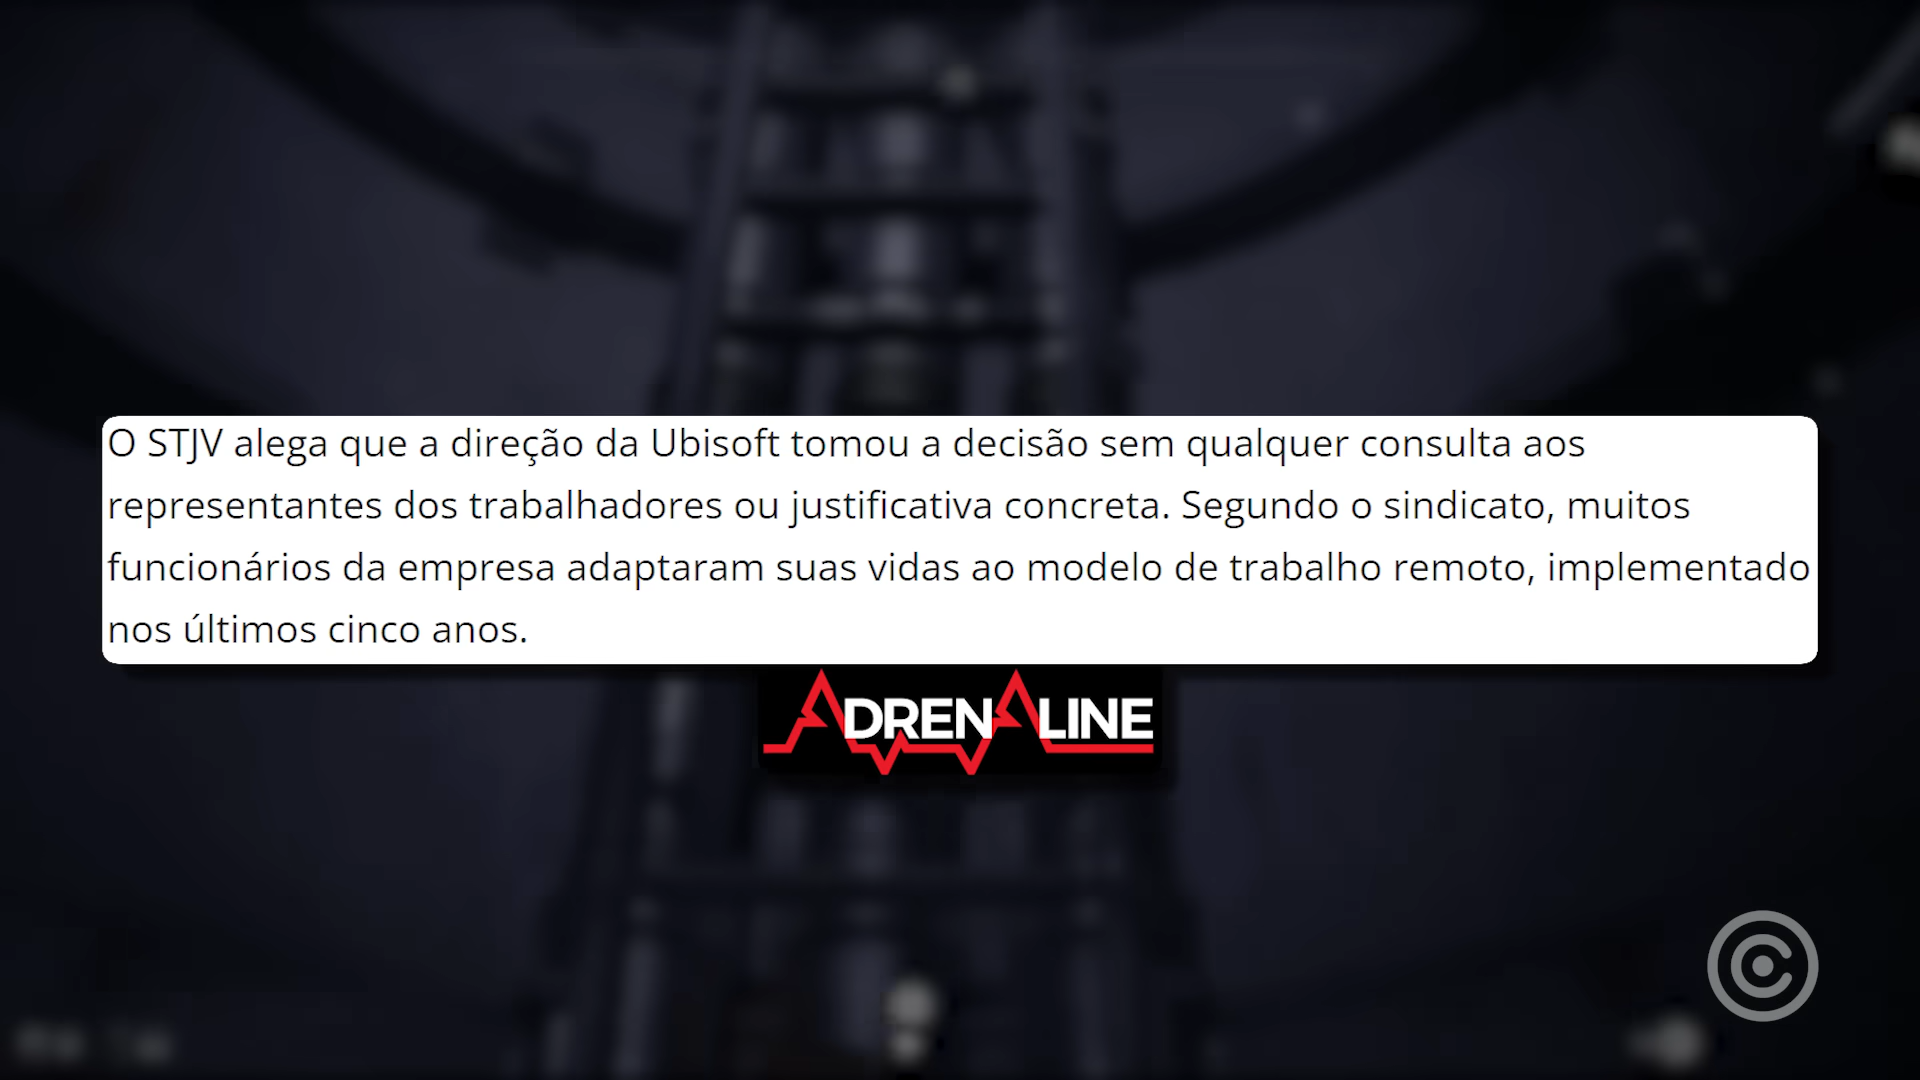 O STJV alega que a direção da Ubisoft tomou a decisão sem qualquer consulta aos
representantes dos trabalhadores ou justificativa concreta. Segundo o sindicato, muitos
funcionários da empresa adaptaram suas vidas ao modelo de trabalho remoto, implementado
nos últimos cinco anos.
ADRENALINE